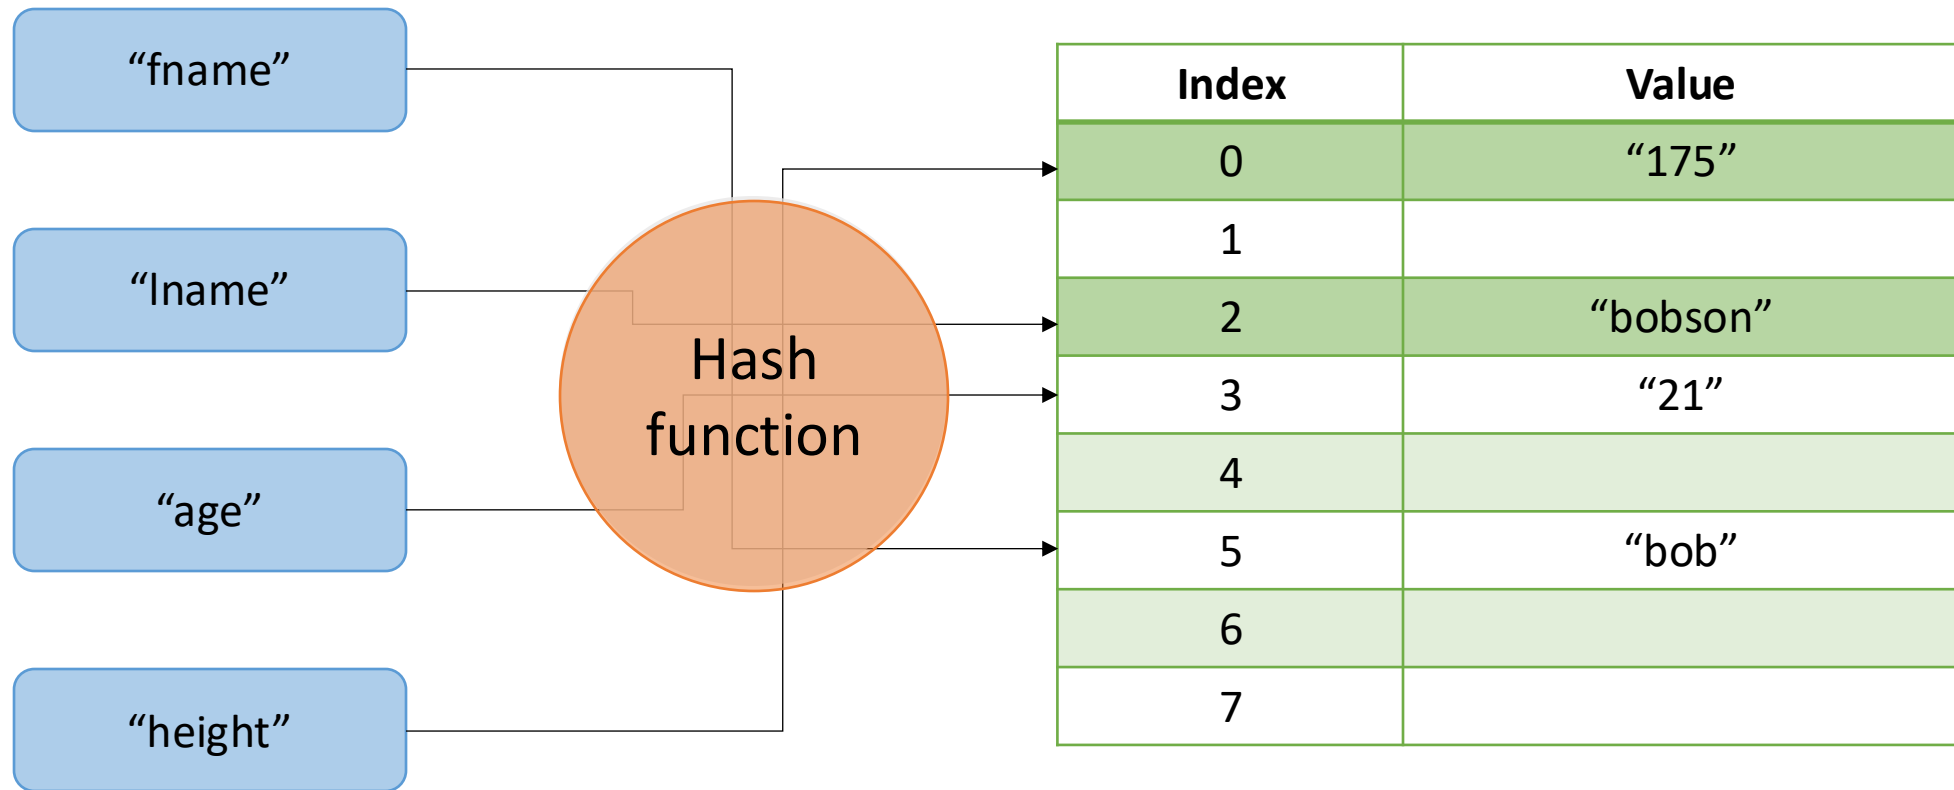 “fname”
“lname”
“age”
“height”
Hash
function
Index Value
0 “175”
1
2 “bobson”
3 “21”
4
5 “bob”
6
7